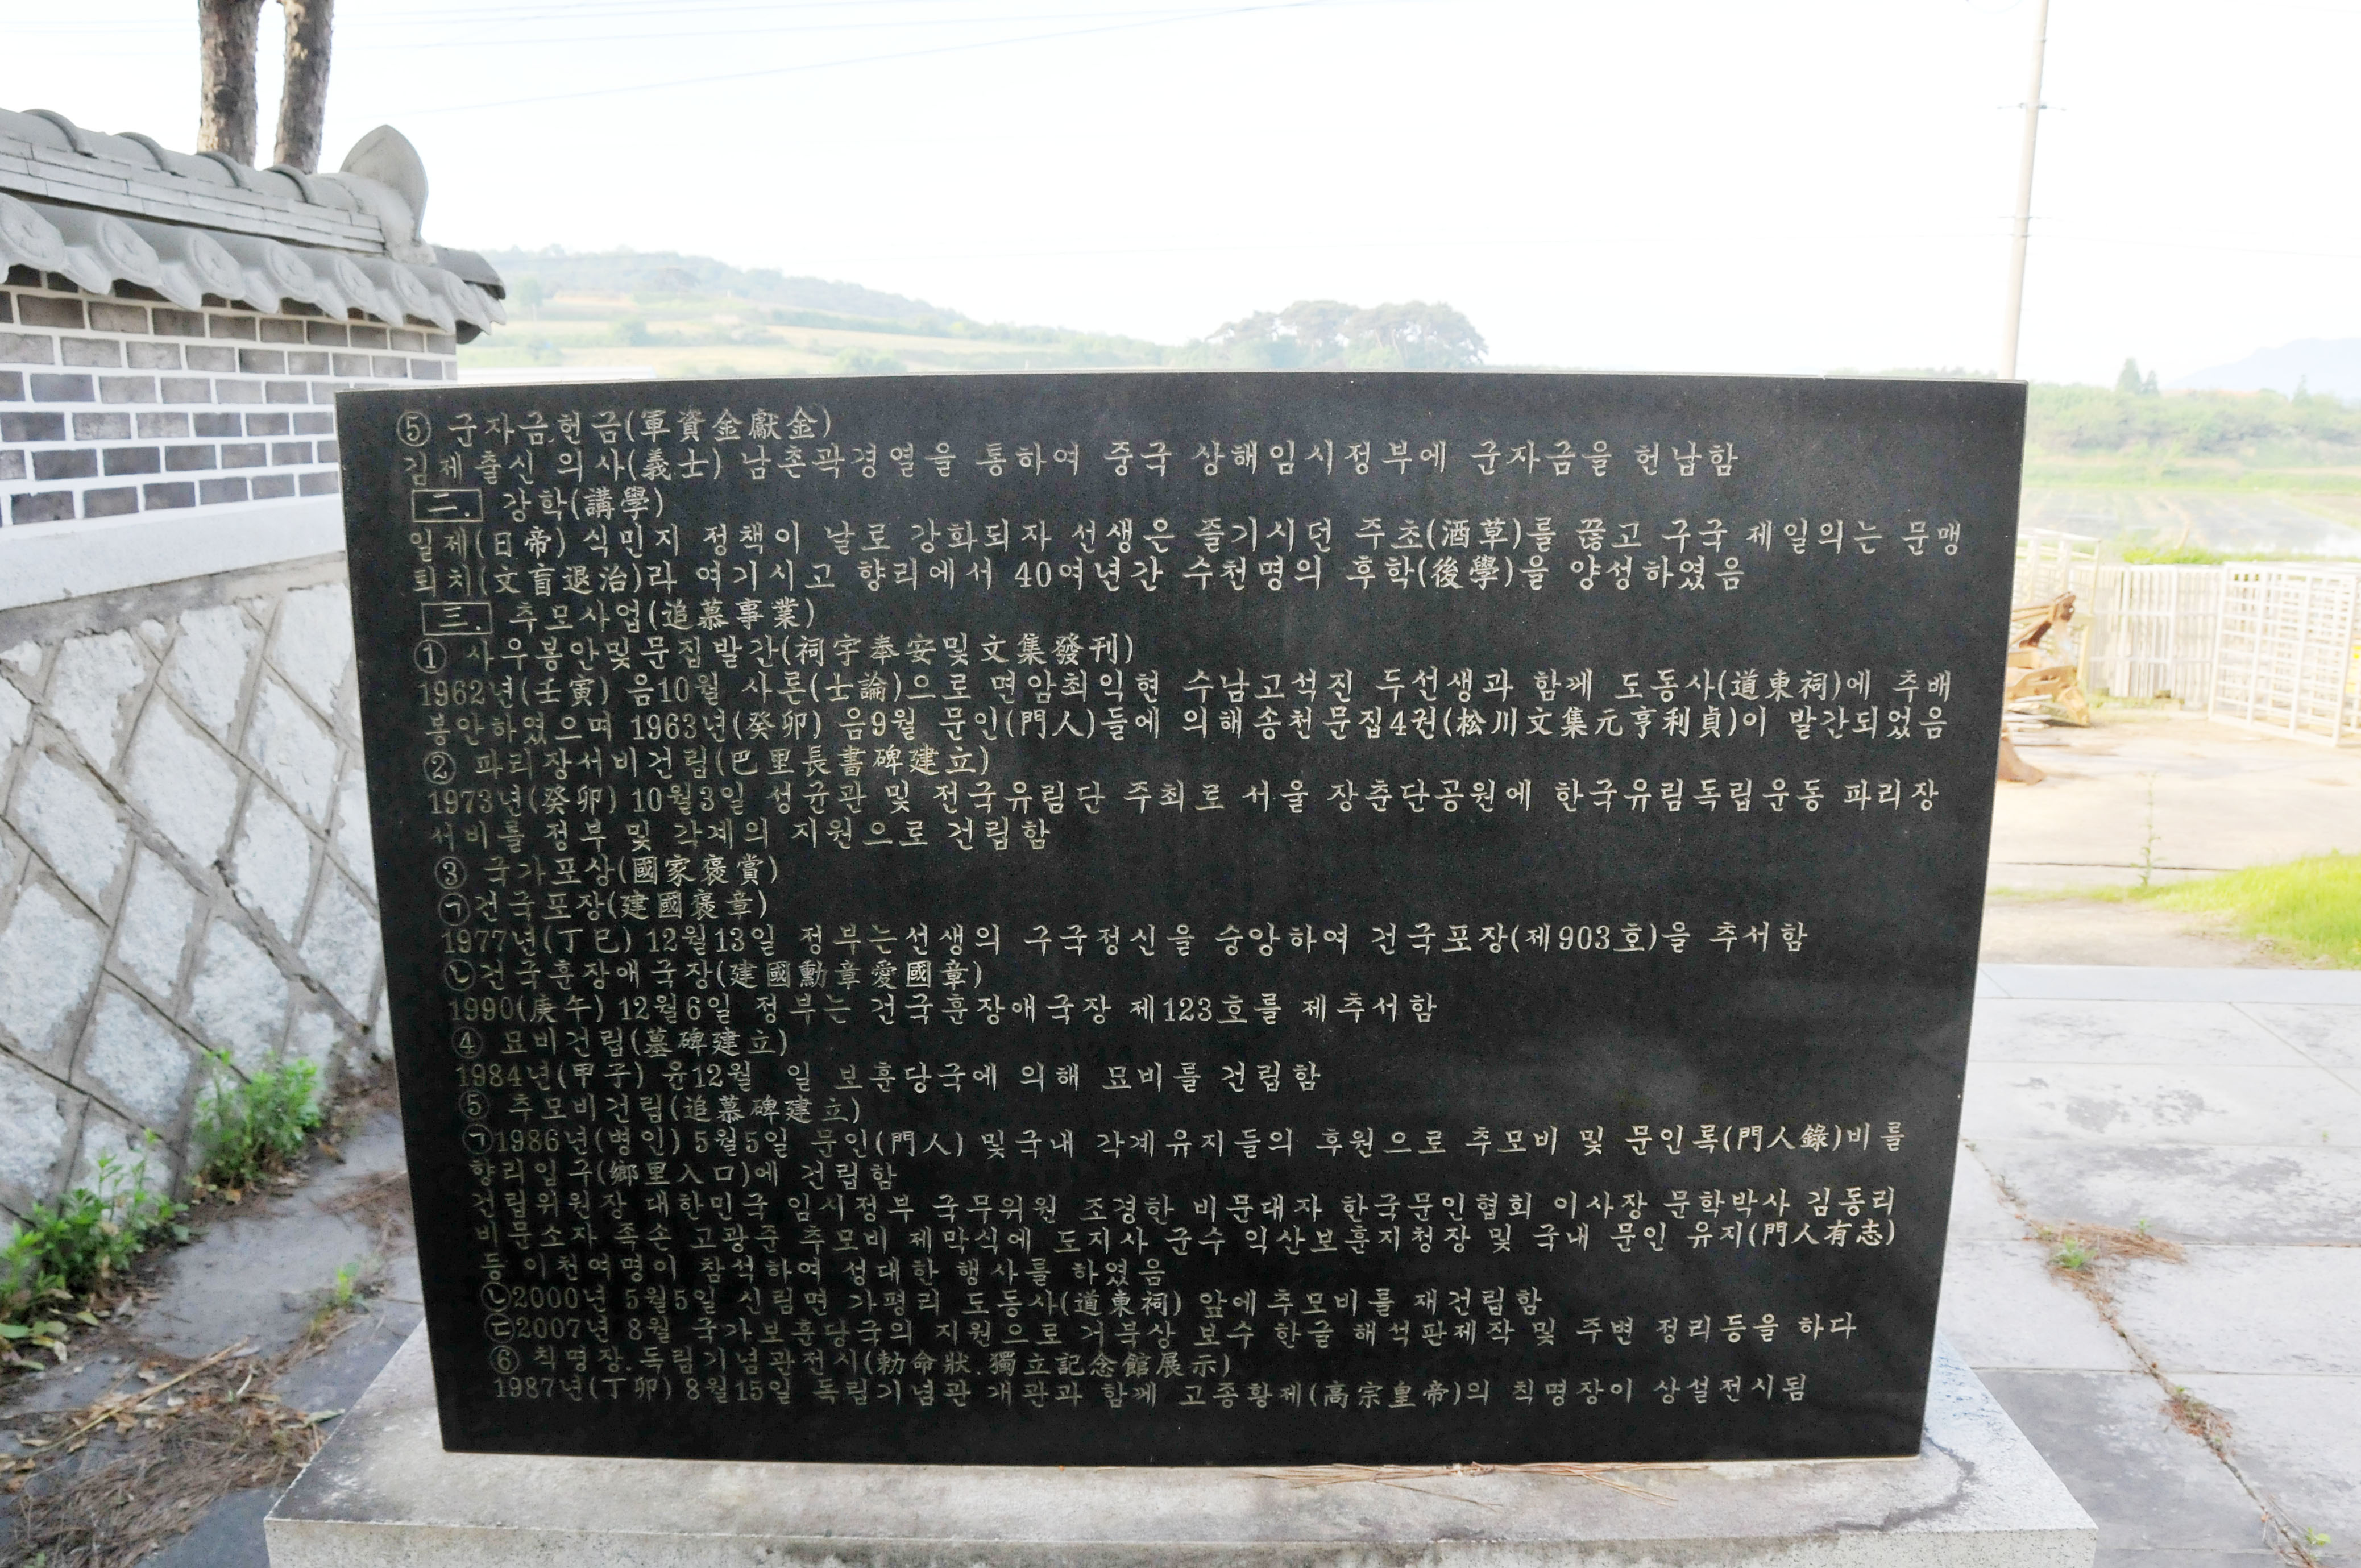 ⑤ 군자금헌금(軍資金獻金)
김제출신 의사(義士) 남촌곽경열을 통하여 중국 상해임시정부에 군자금을 헌납함
二. 강학(講學)
일제(日帝) 식민지 정책이 날로 강화되자 선생은 즐기시던 주초(酒草)를 끊고 구국 제일의는 문맹
퇴치(文盲退治)라 여기시고 향리에서 40여년간 수천명의 후학(後學)을 양성하였음
三. 추모사업(追慕事業)
① 사우봉안및문집발간(祠宇奉安및文集發刊)
1962년(壬寅) 음10월 사론(士論)으로 면암최익현 수남고석진 두선생과 함께 도동사(道東祠)에 추배
봉안하였으며 1963년(癸卯) 음9월 문인(門人)들에 의해송천문집4권(松川文集元亨利貞)이 발간되었음
② 파리장서비건립(巴里長書碑建立)
1973년(癸卯) 10월3일 성균관 및 전국유림단 주최로 서울 장춘단공원에 한국유림독립운동 파리장
서비를 정부 및 각계의 지원으로 건립함
③ 국가포상(國家褒賞)
㉠건국포장(建國褒章)
1977년(丁巳) 12월13일 정부는선생의 구국정신을 숭앙하여 건국포장(제903호)을 추서함
㉡건국훈장애국장(建國勳章愛國章)
1990(庚午) 12월6일 정부는 건국훈장애국장 제123호를 제추서함
④ 묘비건립(墓碑建立)
1984년(甲子) 윤12월 일 보훈당국에 의해 묘비를 건립함
⑤ 추모비건립(追慕碑建立)
㉠1986년(병인) 5월5일 문인(門人) 및국내 각계유지들의 후원으로 추모비 및 문인록(門人錄)비를
향리입구(鄕里入口)에 건립함
건립위원장 대한민국 임시정부 국무위원 조경한 비문대자 한국문인협회 이사장 문학박사 김동리
비문소자 족손 고광준 추모비 제막식에 도지사 군수 익산보훈지청장 및 국내 문인 유지(門人有志)
등 이천여명이 참석하여 성대한 행사를 하였음
㉡2000년 5월5일 신림면 가평리 도동사(道東祠) 앞에추모비를 재건립함
㉢2007년 8월 국가보훈당국의 지원으로 거북상 보수 한글 해석판제작 및 주변 정리등을 하다
⑥ 칙명장.독립기념관전시(勅命狀.獨立記念館展示)
1987년(丁卯) 8월15일 독립기념관 개관과 함께 고종황제(高宗皇帝)의 칙명장이 상설전시됨